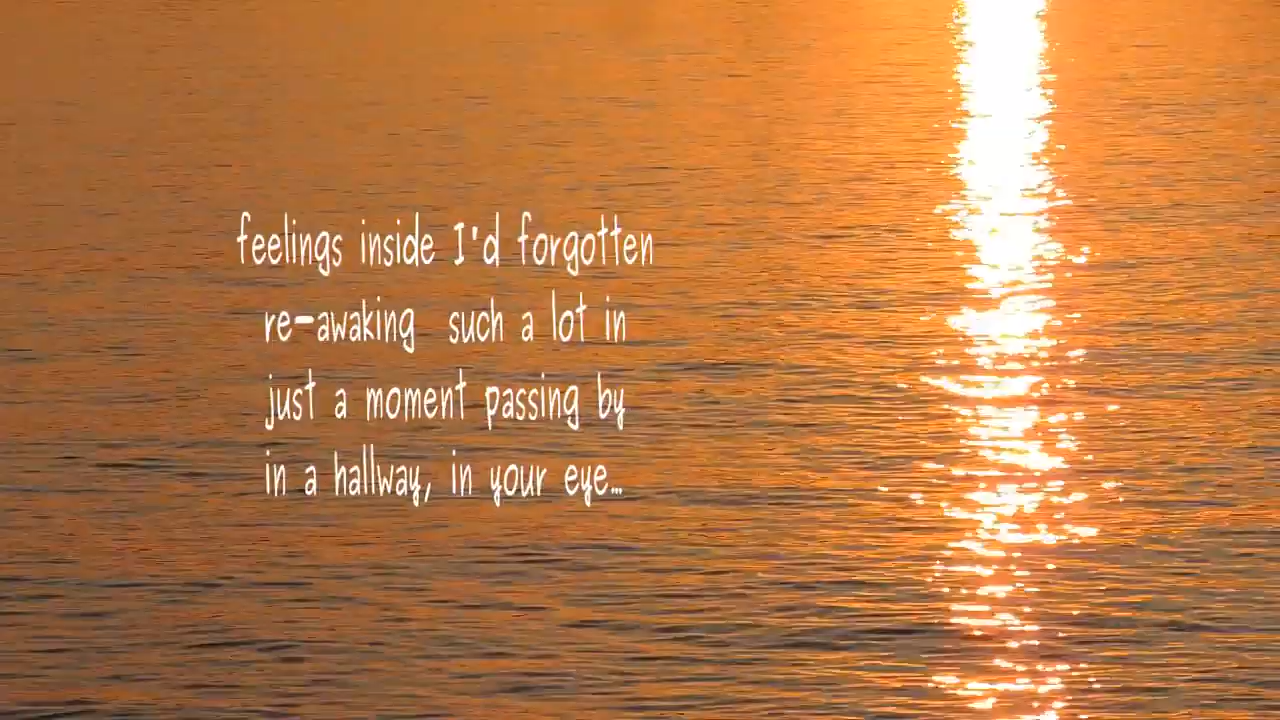 feelings inside I'd forgotten
re-awaking such a lot in
just a moment passing by
in a hallway, in your eye...